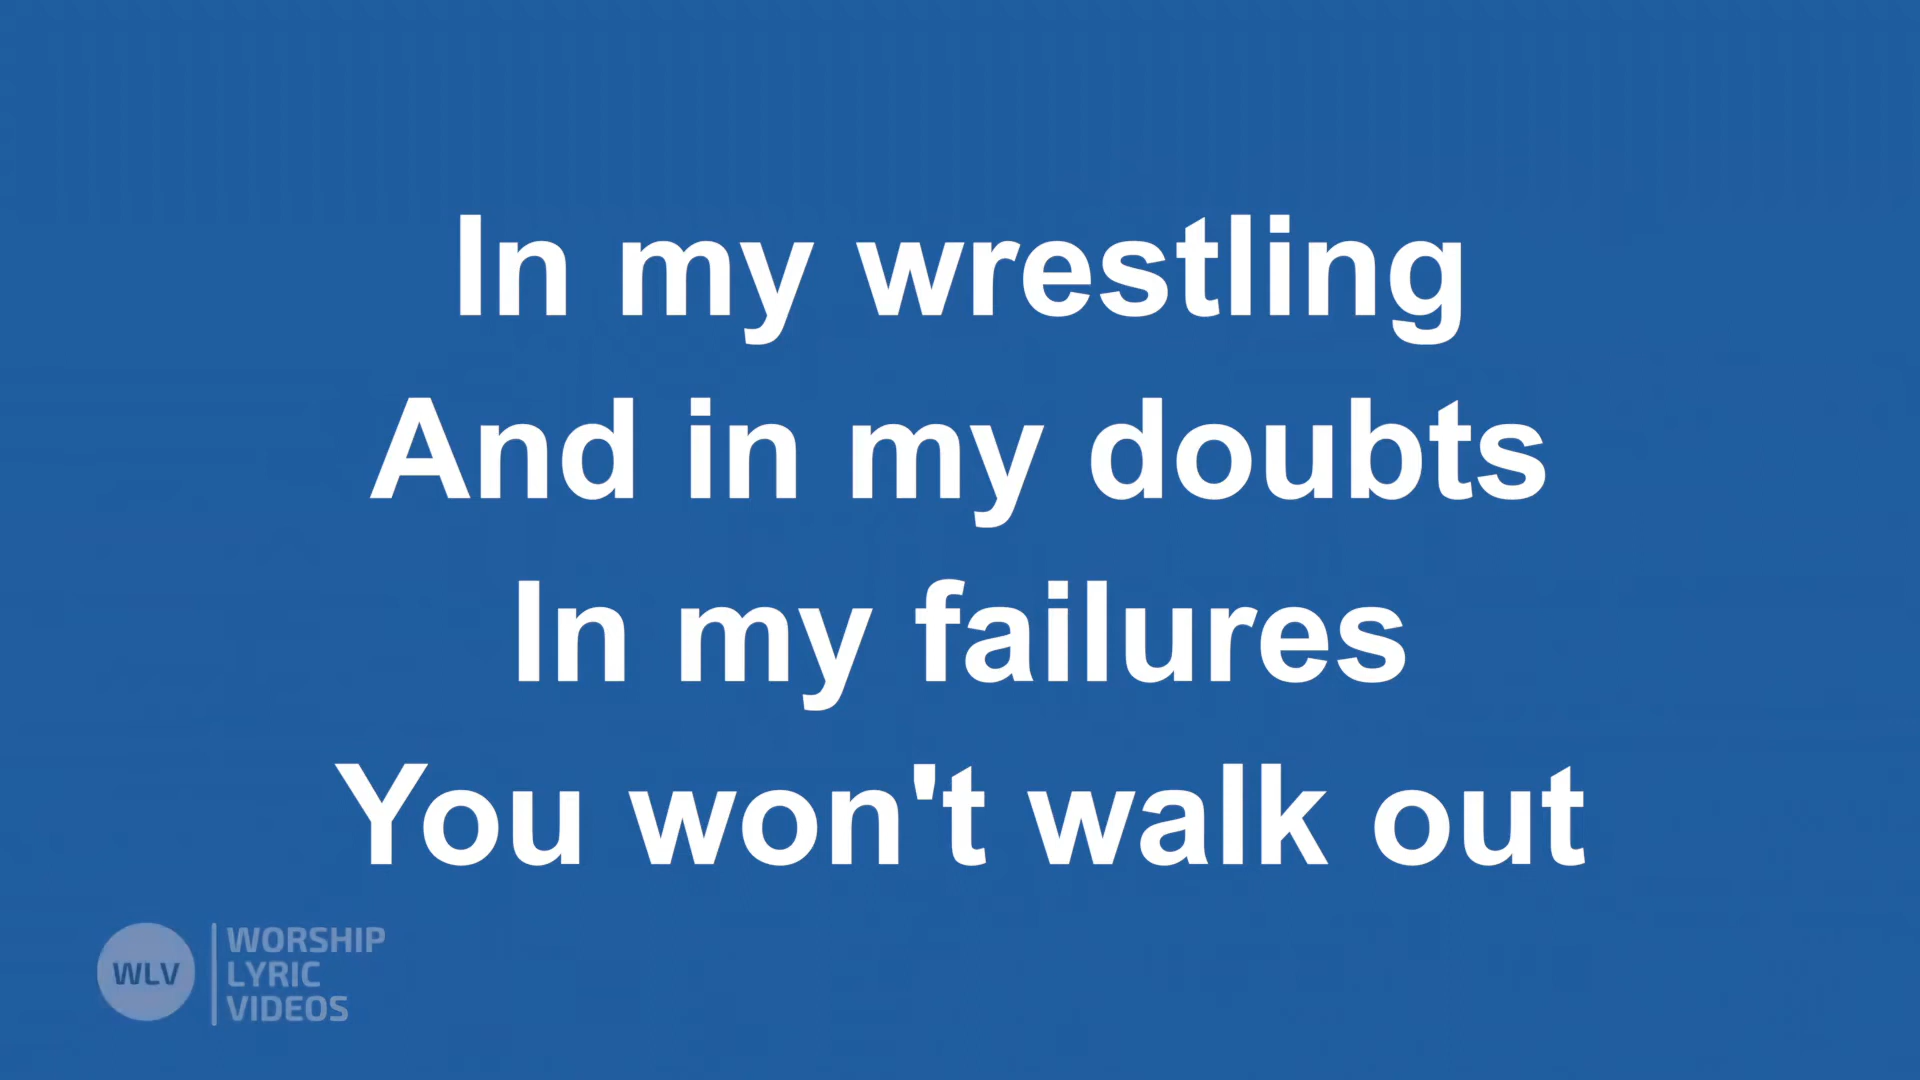 In my wrestling
And in my doubts
In my failures
You won't walk out
WLV
WORSHIP
LYRIC
VIDEOS